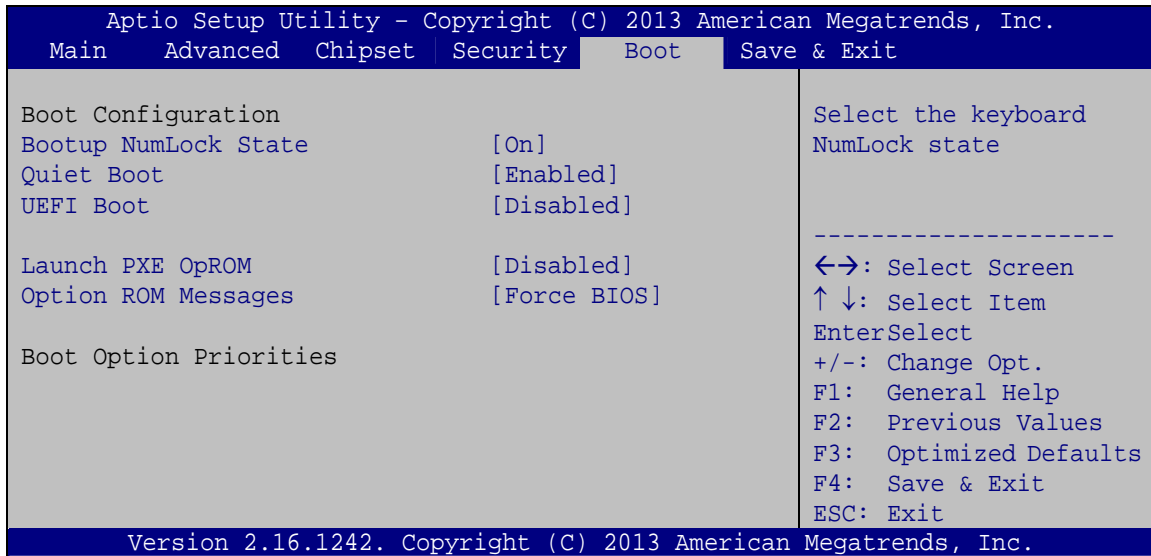 Aptio Setup Utility – Copyright (C) 2013 American Megatrends, Inc.
Main Advanced Chipset Security Boot Save & Exit
Boot Configuration
Bootup NumLock State [On]
Quiet Boot [Enabled]
UEFI Boot [Disabled]
Launch PXE OpROM [Disabled]
Option ROM Messages [Force BIOS]
Boot Option Priorities
Select the keyboard
NumLock state
---------------------
←→: Select Screen
↑ ↓: Select Item
EnterSelect
+/-: Change Opt.
F1: General Help
F2: Previous Values
F3: Optimized Defaults
F4: Save & Exit
ESC: Exit
Version 2.16.1242. Copyright (C) 2013 American Megatrends, Inc.